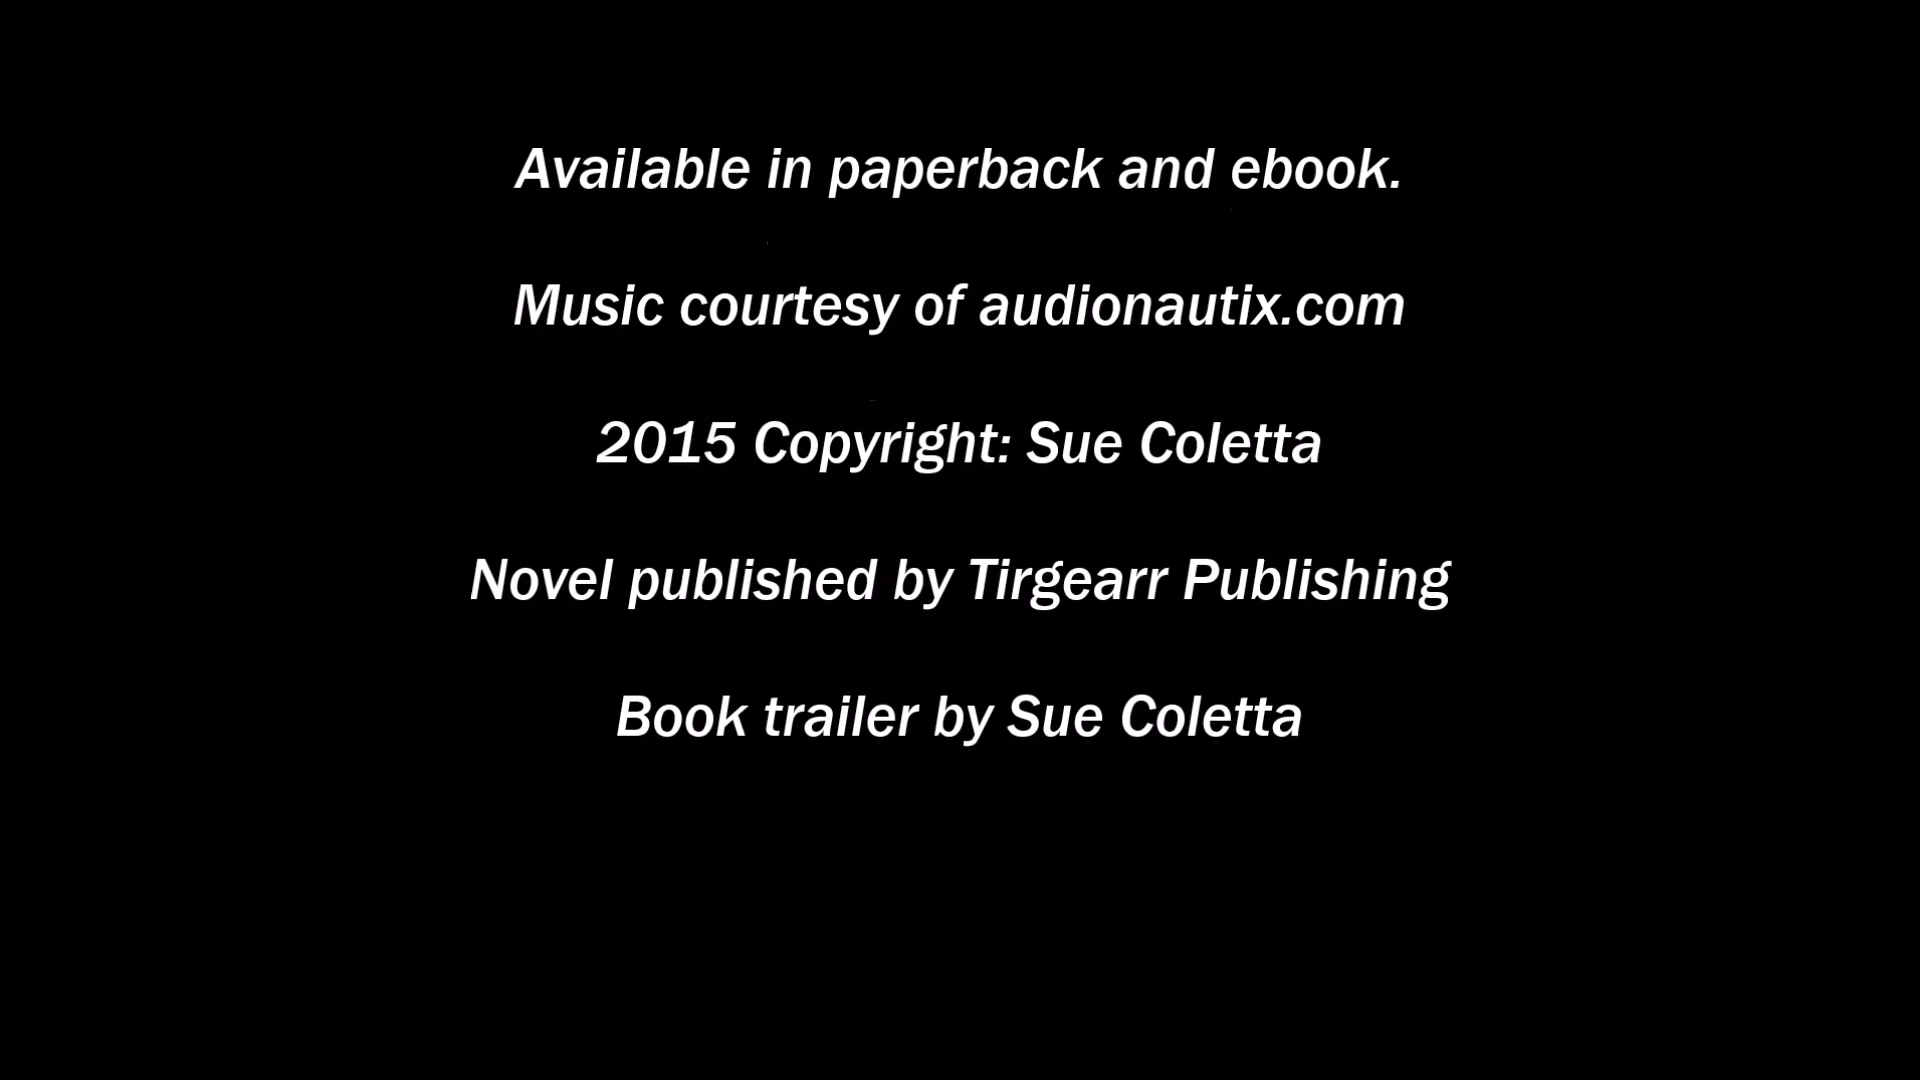 Available in paperback and ebook.
Music courtesy of audionautix.com
2015 Copyright: Sue Coletta
Novel published by Tirgearr Publishing
Book trailer by Sue Coletta